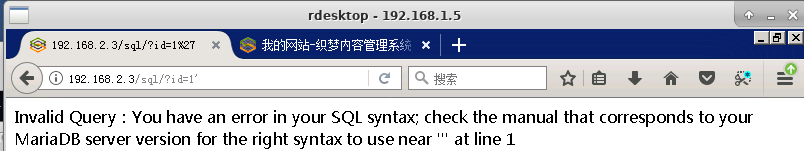 rdesktop - 192.168.1.5
192.168.2.3/sql/?id=1%27 我的网站-织梦内容管理系统
192.168.2.3/sql/?id=1' 搜索
Invalid Query : You have an error in your SQL syntax; check the manual that corresponds to your
MariaDB server version for the right syntax to use near ''' at line 1